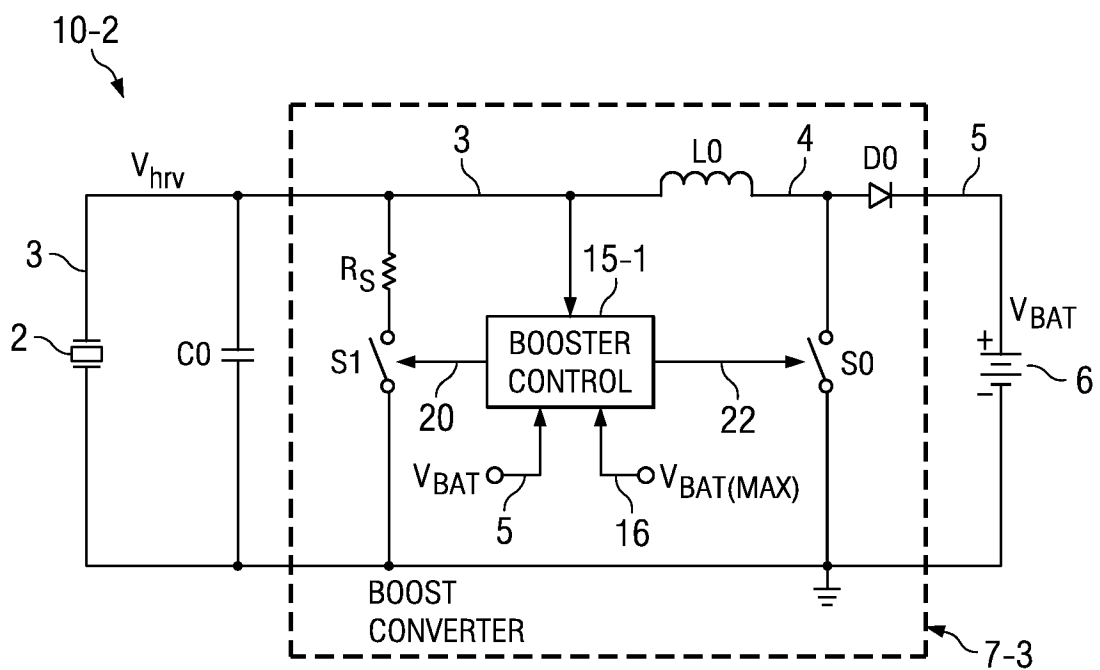 10-2
V_hrv
3
L0
4
D0
5
3
R_S
15-1
2
C0
S1
BOOSTER
CONTROL
S0
V_BAT
+
-
6
20
22
V_BAT
V_BAT(MAX)
5
16
BOOST
CONVERTER
7-3